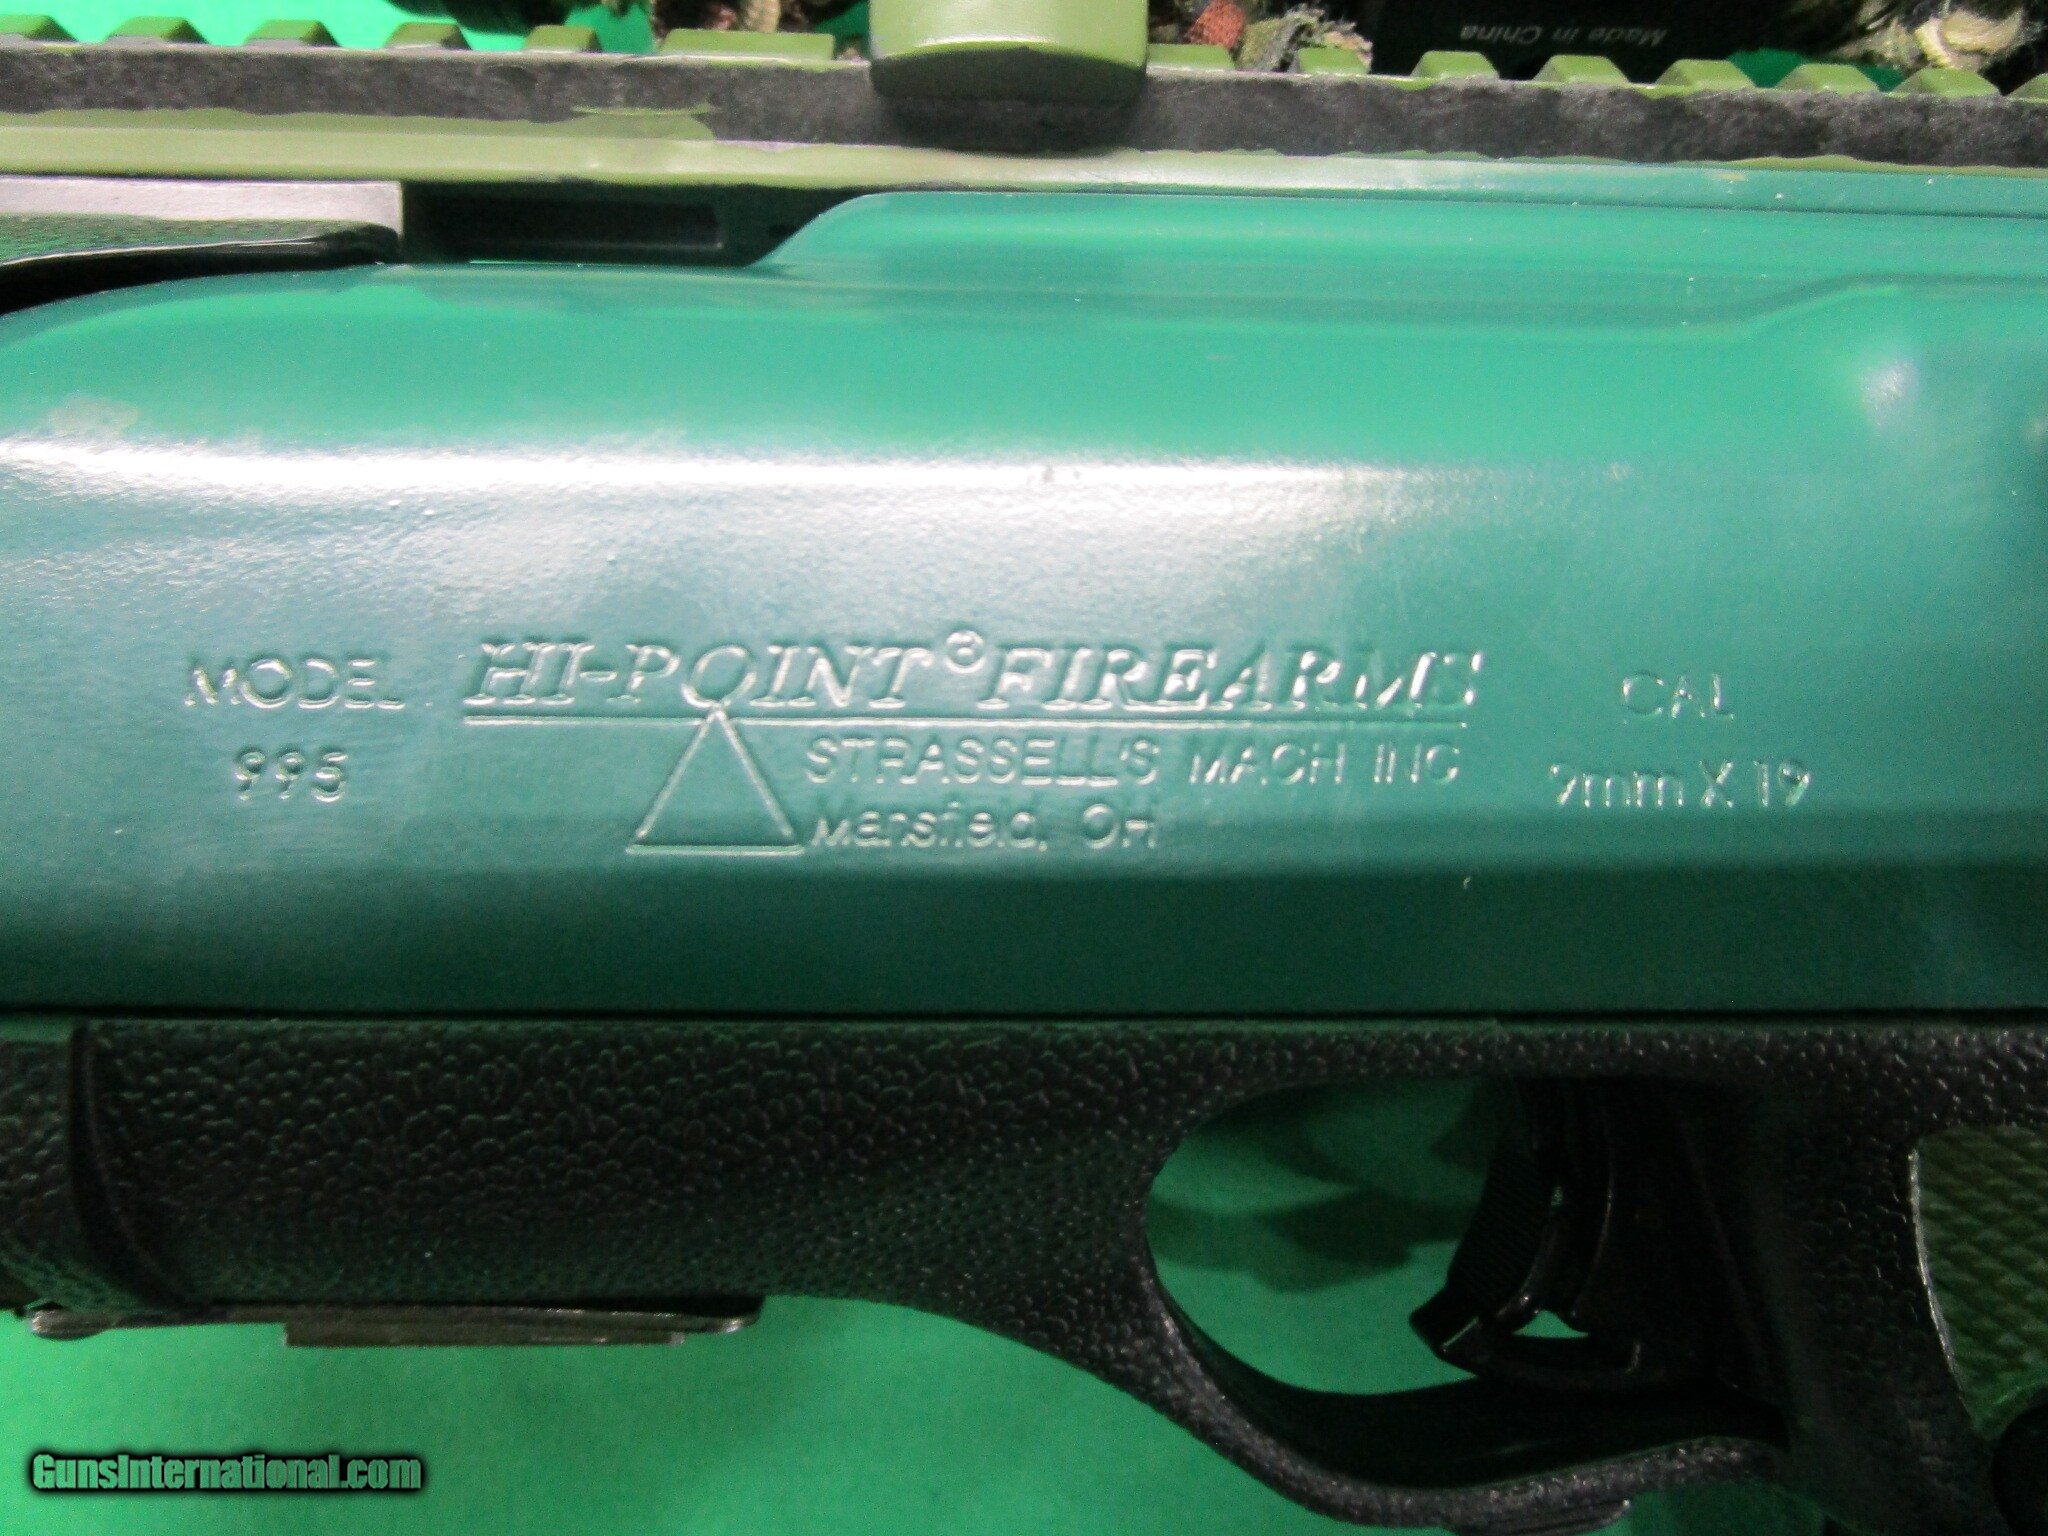 Made in China
MODEL HI-POINT® FIREARMS CAL
995 STRASSELL'S MACH INC 9mm X 19
Mansfield, OH
GunsInternational.com